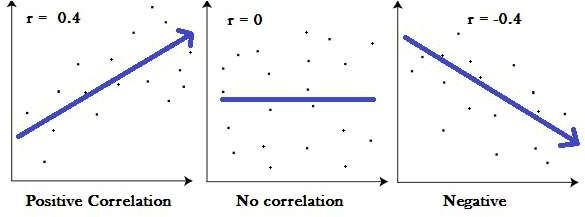 r = 0.4
r = 0
r = -0.4
Positive Correlation
No correlation
Negative